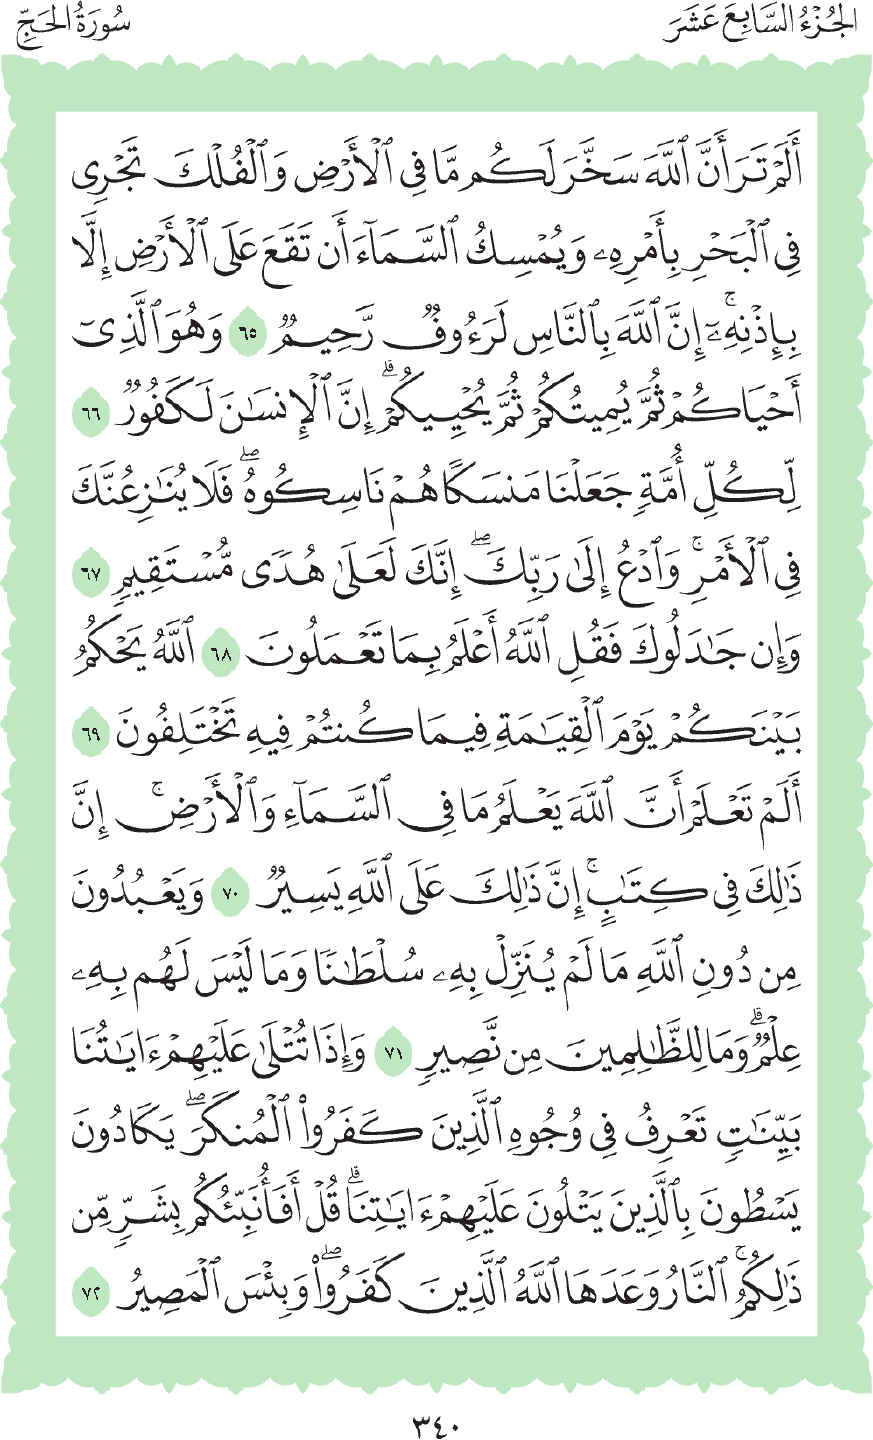 الجُزْءُ السَّابِعَ عَشَرَ
سُورَةُ الحَجِّ
أَلَمْ تَرَ أَنَّ ٱللَّهَ سَخَّرَ لَكُم مَّا فِى ٱلْأَرْضِ وَٱلْفُلْكَ تَجْرِى
فِى ٱلْبَحْرِ بِأَمْرِهِۦ وَيُمْسِكُ ٱلسَّمَآءَ أَن تَقَعَ عَلَى ٱلْأَرْضِ إِلَّا
بِإِذْنِهِۦٓ ۚ إِنَّ ٱللَّهَ بِٱلنَّاسِ لَرَءُوفٌ رَّحِيمٌ ٦٥ وَهُوَ ٱلَّذِىٓ
أَحْيَاكُمْ ثُمَّ يُمِيتُكُمْ ثُمَّ يُحْيِيكُمْ ۗ إِنَّ ٱلْإِنسَٰنَ لَكَفُورٌ ٦٦
لِّكُلِّ أُمَّةٍ جَعَلْنَا مَنسَكًا هُمْ نَاسِكُوهُ ۖ فَلَا يُنَٰزِعُنَّكَ
فِى ٱلْأَمْرِ ۚ وَٱدْعُ إِلَىٰ رَبِّكَ ۖ إِنَّكَ لَعَلَىٰ هُدًى مُّسْتَقِيمٍ ٦٧
وَإِن جَٰدَلُوكَ فَقُلِ ٱللَّهُ أَعْلَمُ بِمَا تَعْمَلُونَ ٦٨ ٱللَّهُ يَحْكُمُ
بَيْنَكُمْ يَوْمَ ٱلْقِيَٰمَةِ فِيمَا كُنتُمْ فِيهِ تَخْتَلِفُونَ ٦٩
أَلَمْ تَعْلَمْ أَنَّ ٱللَّهَ يَعْلَمُ مَا فِى ٱلسَّمَآءِ وَٱلْأَرْضِ ۚ إِنَّ
ذَٰلِكَ فِى كِتَٰبٍ ۚ إِنَّ ذَٰلِكَ عَلَى ٱللَّهِ يَسِيرٌ ٧٠ وَيَعْبُدُونَ
مِن دُونِ ٱللَّهِ مَا لَمْ يُنَزِّلْ بِهِۦ سُلْطَٰنًا وَمَا لَيْسَ لَهُم بِهِۦ
عِلْمٌ ۗ وَمَا لِلظَّٰلِمِينَ مِن نَّصِيرٍ ٧١ وَإِذَا تُتْلَىٰ عَلَيْهِمْ ءَايَٰتُنَا
بَيِّنَٰتٍ تَعْرِفُ فِى وُجُوهِ ٱلَّذِينَ كَفَرُوا۟ ٱلْمُنكَرَ ۖ يَكَادُونَ
يَسْطُونَ بِٱلَّذِينَ يَتْلُونَ عَلَيْهِمْ ءَايَٰتِنَا ۗ قُلْ أَفَأُنَبِّئُكُم بِشَرٍّ مِّن
ذَٰلِكُمُ ۚ ٱلنَّارُ وَعَدَهَا ٱللَّهُ ٱلَّذِينَ كَفَرُوا۟ ۖ وَبِئْسَ ٱلْمَصِيرُ ٧٢
٣٤٠